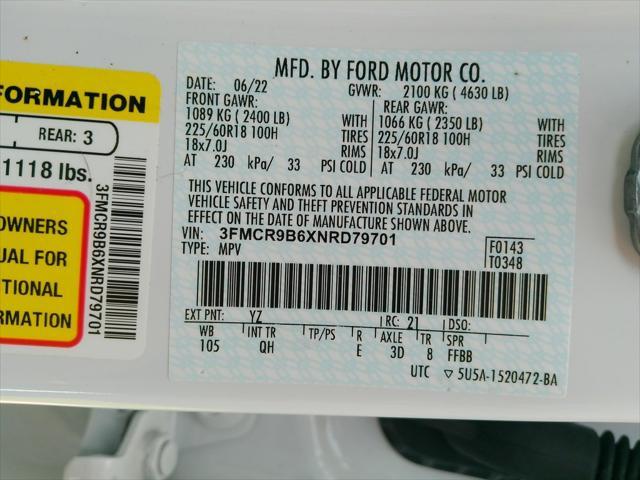 FORMATION
REAR: 3
1118 lbs.
OWNERS
UAL FOR
TIONAL
RMATION
3FMCR9B6XNRD79701
MFD. BY FORD MOTOR CO.
DATE: 06/22 GVWR: 2100 KG ( 4630 LB)
FRONT GAWR: REAR GAWR:
1089 KG ( 2400 LB) WITH 1066 KG ( 2350 LB) WITH
225/60R18 100H TIRES 225/60R18 100H TIRES
18x7.0J RIMS 18x7.0J RIMS
AT 230 kPa/ 33 PSI COLD AT 230 kPa/ 33 PSI COLD
THIS VEHICLE CONFORMS TO ALL APPLICABLE FEDERAL MOTOR
VEHICLE SAFETY AND THEFT PREVENTION STANDARDS IN
EFFECT ON THE DATE OF MANUFACTURE SHOWN ABOVE.
VIN: 3FMCR9B6XNRD79701
TYPE: MPV
F0143
T0348
EXT PNT: YZ RC: 21 DSO:
WB INT TR TP/PS R AXLE TR SPR
105 QH E 3D 8 FFBB
UTC ▽ 5U5A-1520472-BA